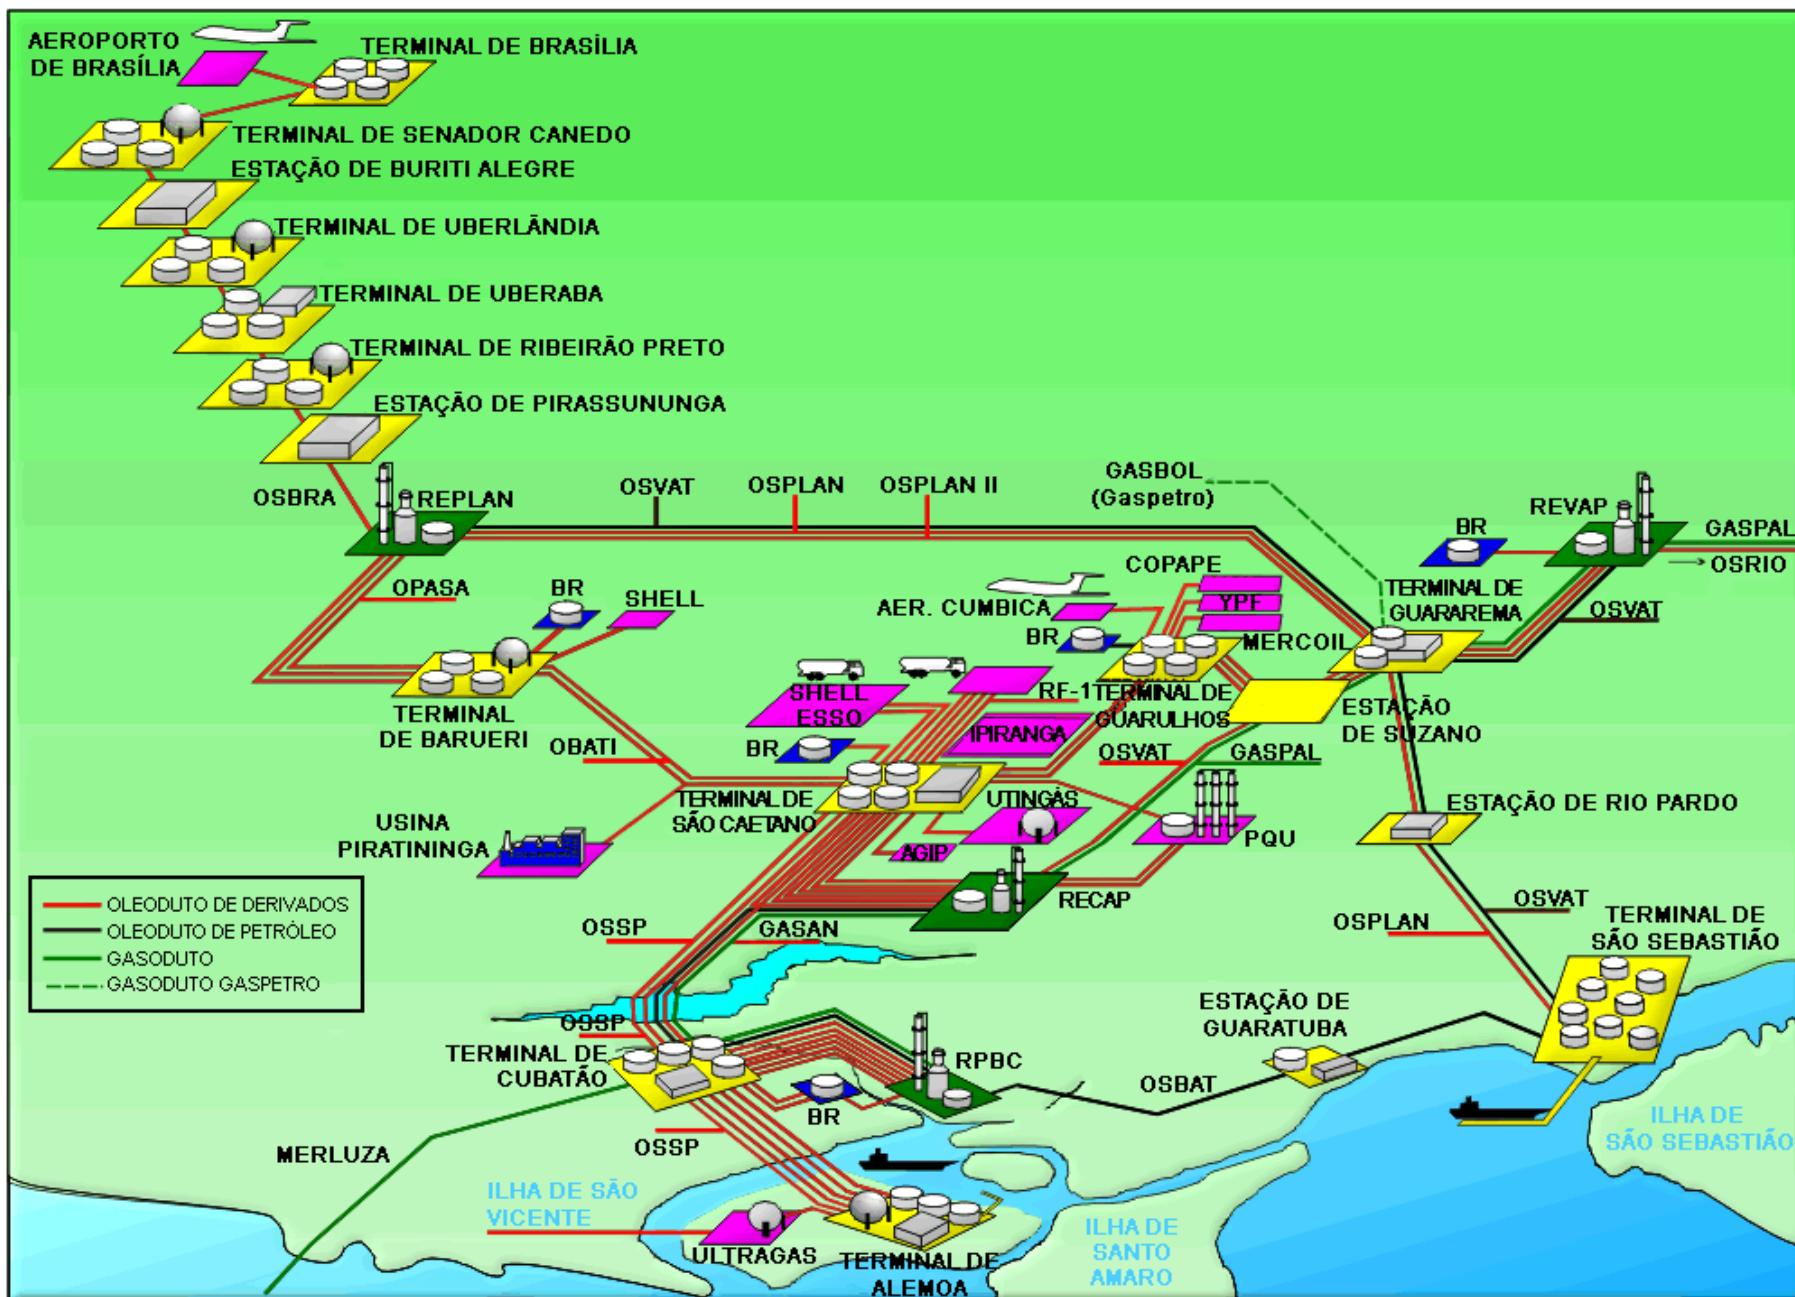 AEROPORTO
DE BRASÍLIA
TERMINAL DE BRASÍLIA
TERMINAL DE SENADOR CANEDO
ESTAÇÃO DE BURITI ALEGRE
TERMINAL DE UBERLÂNDIA
TERMINAL DE UBERABA
TERMINAL DE RIBEIRÃO PRETO
ESTAÇÃO DE PIRASSUNUNGA
OSBRA
REPLAN
OSVAT
OSPLAN
OSPLAN II
GASBOL
(Gaspetro)
REVAP
BR
GASPAL
OSRIO
OPASA
BR
SHELL
COPAPE
AER. CUMBICA
YPF
BR
MERCOIL
TERMINAL DE
GUARAREMA
OSVAT
TERMINAL
DE BARUERI
SHELL
ESSO
RF-1
TERMINAL DE
GUARULHOS
IPIRANGA
ESTAÇÃO
DE SUZANO
OBATI
BR
OSVAT
GASPAL
TERMINAL DE
SÃO CAETANO
UTINGÁS
USINA
PIRATININGA
AGIP
PQU
ESTAÇÃO DE RIO PARDO
RECAP
OLEODUTO DE DERIVADOS
OLEODUTO DE PETRÓLEO
GASODUTO
GASODUTO GASPETRO
OSSP
GASAN
OSVAT
OSPLAN
TERMINAL DE
SÃO SEBASTIÃO
OSSP
TERMINAL DE
CUBATÃO
RPBC
BR
ESTAÇÃO DE
GUARATUBA
OSBAT
OSSP
MERLUZA
ILHA DE
SÃO SEBASTIÃO
ILHA DE SÃO
VICENTE
ULTRAGAS
TERMINAL DE
ALEMOA
ILHA DE
SANTO
AMARO